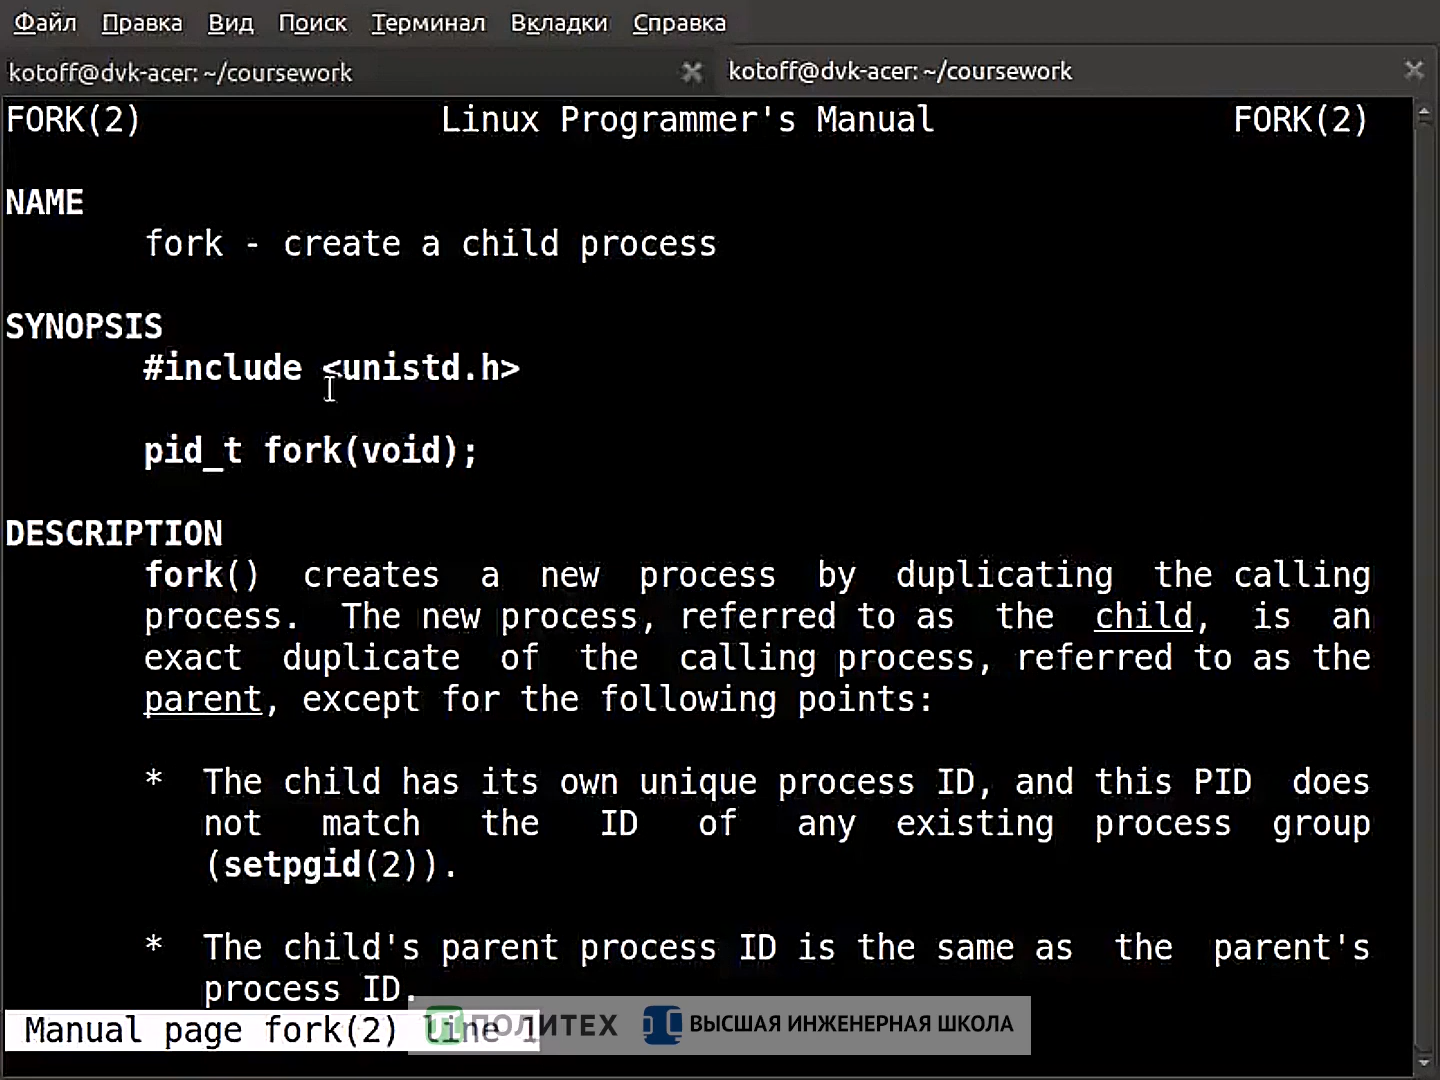 Файл Правка Вид Поиск Терминал Вкладки Справка
kotoff@dvk-acer: ~/coursework kotoff@dvk-acer: ~/coursework
FORK(2) Linux Programmer's Manual FORK(2)
NAME
fork - create a child process
SYNOPSIS
#include <unistd.h>
pid_t fork(void);
DESCRIPTION
fork() creates a new process by duplicating the calling
process. The new process, referred to as the child, is an
exact duplicate of the calling process, referred to as the
parent, except for the following points:
* The child has its own unique process ID, and this PID does
not match the ID of any existing process group
(setpgid(2)).
* The child's parent process ID is the same as the parent's
process ID.
Manual page fork(2) line 1
ПОЛИТЕХ ВЫСШАЯ ИНЖЕНЕРНАЯ ШКОЛА